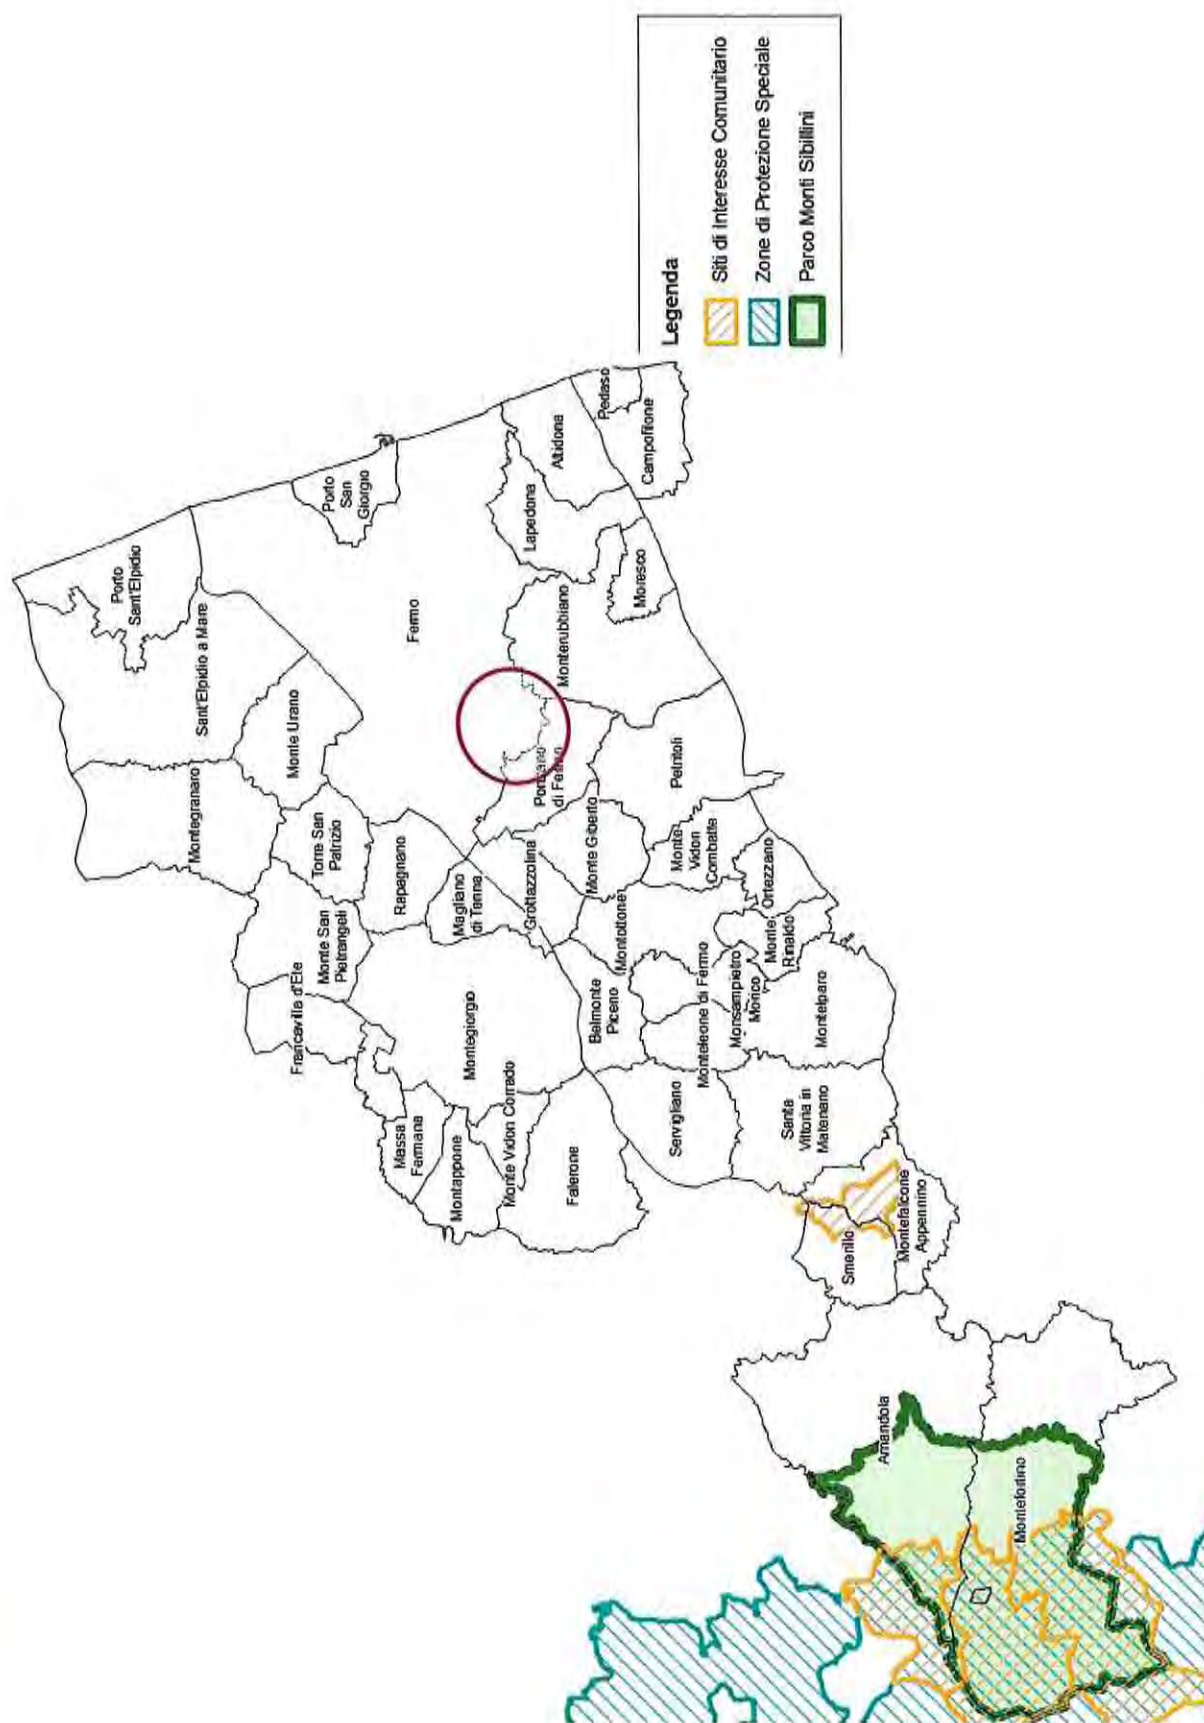 Porto
Sant'Elpidio
Sant'Elpidio a Mare
Montegranaro
Monte Urano
Fermo
Porto
San
Giorgio
Torre San
Patrizio
Monte San
Pietrangeli
Francavilla d'Ete
Rapagnano
Magliano
di Tenna
Massa
Fermana
Montappone
Montegiorgio
Monte Vidon Corrado
Falerone
Grottazzolina
Ponzano
di Fermo
Lapedona
Altidona
Pedaso
Campofilone
Moresco
Monterubbiano
Petritoli
Monte Giberto
Montottone
Belmonte
Piceno
Servigliano
Monteleone di Fermo
Monsampietro
Morico
Monte
Vidon
Combatte
Ortezzano
Monte
Rinaldo
Montelparo
Santa
Vittoria in
Matenano
Smerillo
Montefalcone
Appennino
Amandola
Montefortino
Legenda
Siti di Interesse Comunitario
Zone di Protezione Speciale
Parco Monti Sibillini